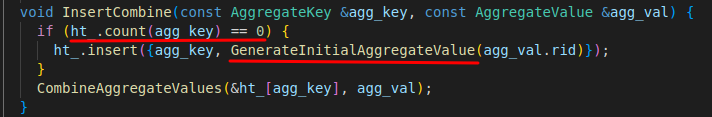 void InsertCombine(const AggregateKey &agg_key, const AggregateValue &agg_val) {
if (ht_.count(agg_key) == 0) {
ht_.insert({agg_key, GenerateInitialAggregateValue(agg_val.rid)});
}
CombineAggregateValues(&ht_[agg_key], agg_val);
}